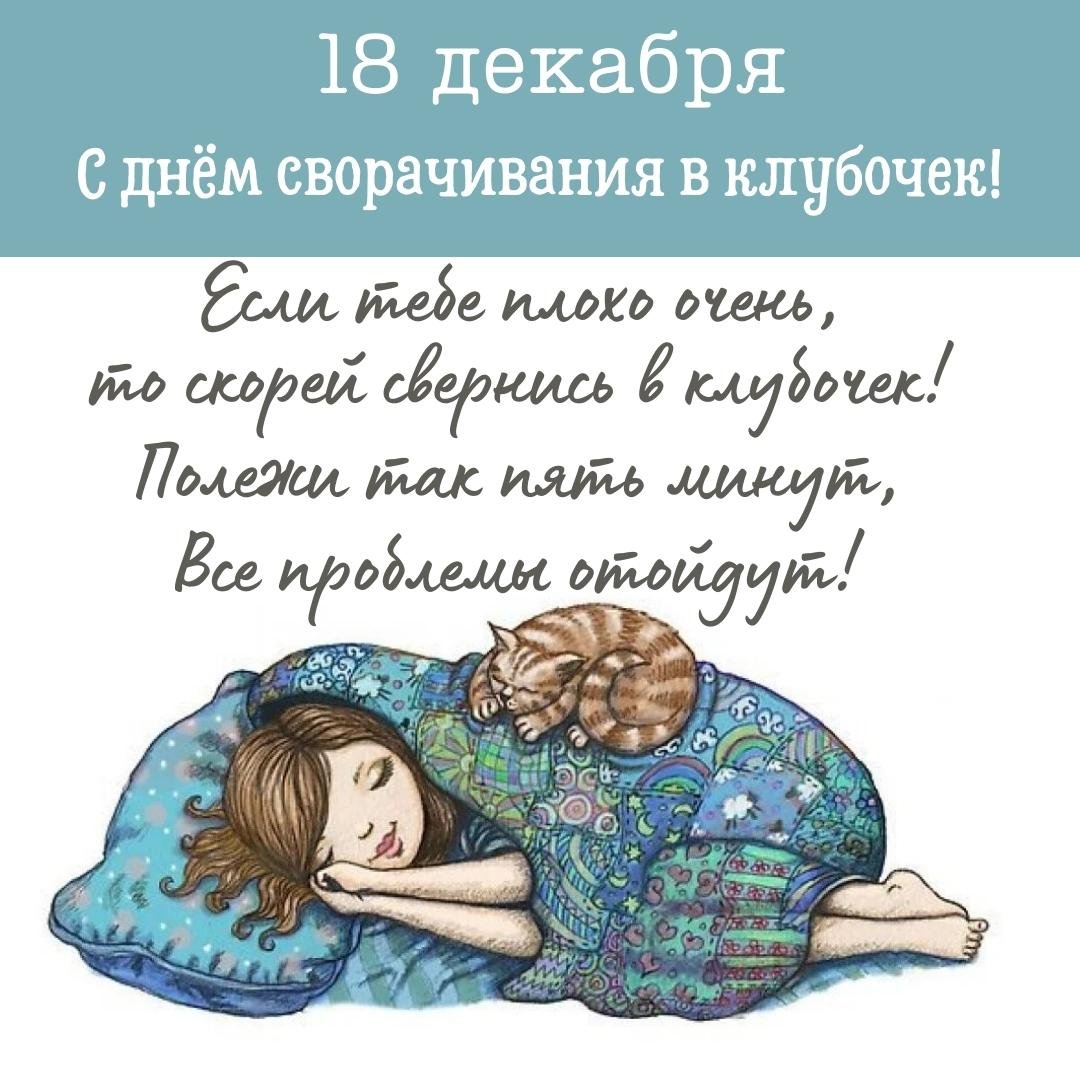 18 декабря
С днём сворачивания в клубочек!
Если тебе плохо очень,
то скорей свернись в клубочек!
Полежи так пять минут,
Все проблемы отойдут!